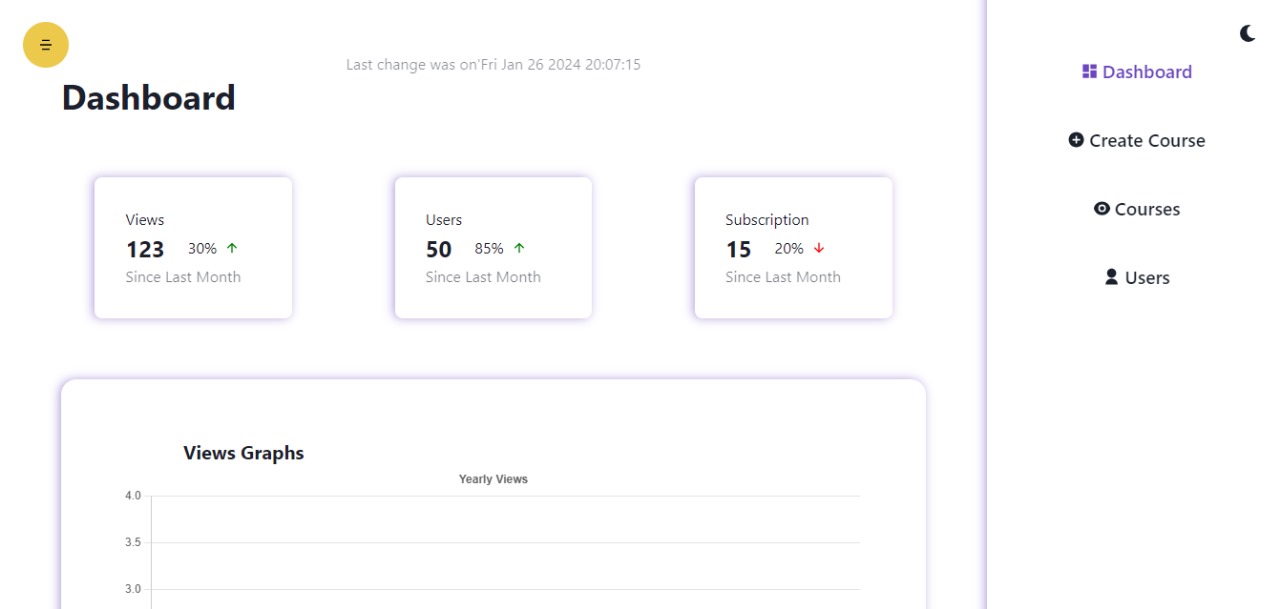 Last change was on'Fri Jan 26 2024 20:07:15
Dashboard
Views
123 30%
Since Last Month
Users
50 85%
Since Last Month
Subscription
15 20%
Since Last Month
Views Graphs
Yearly Views
4.0
3.5
3.0
Dashboard
Create Course
Courses
Users